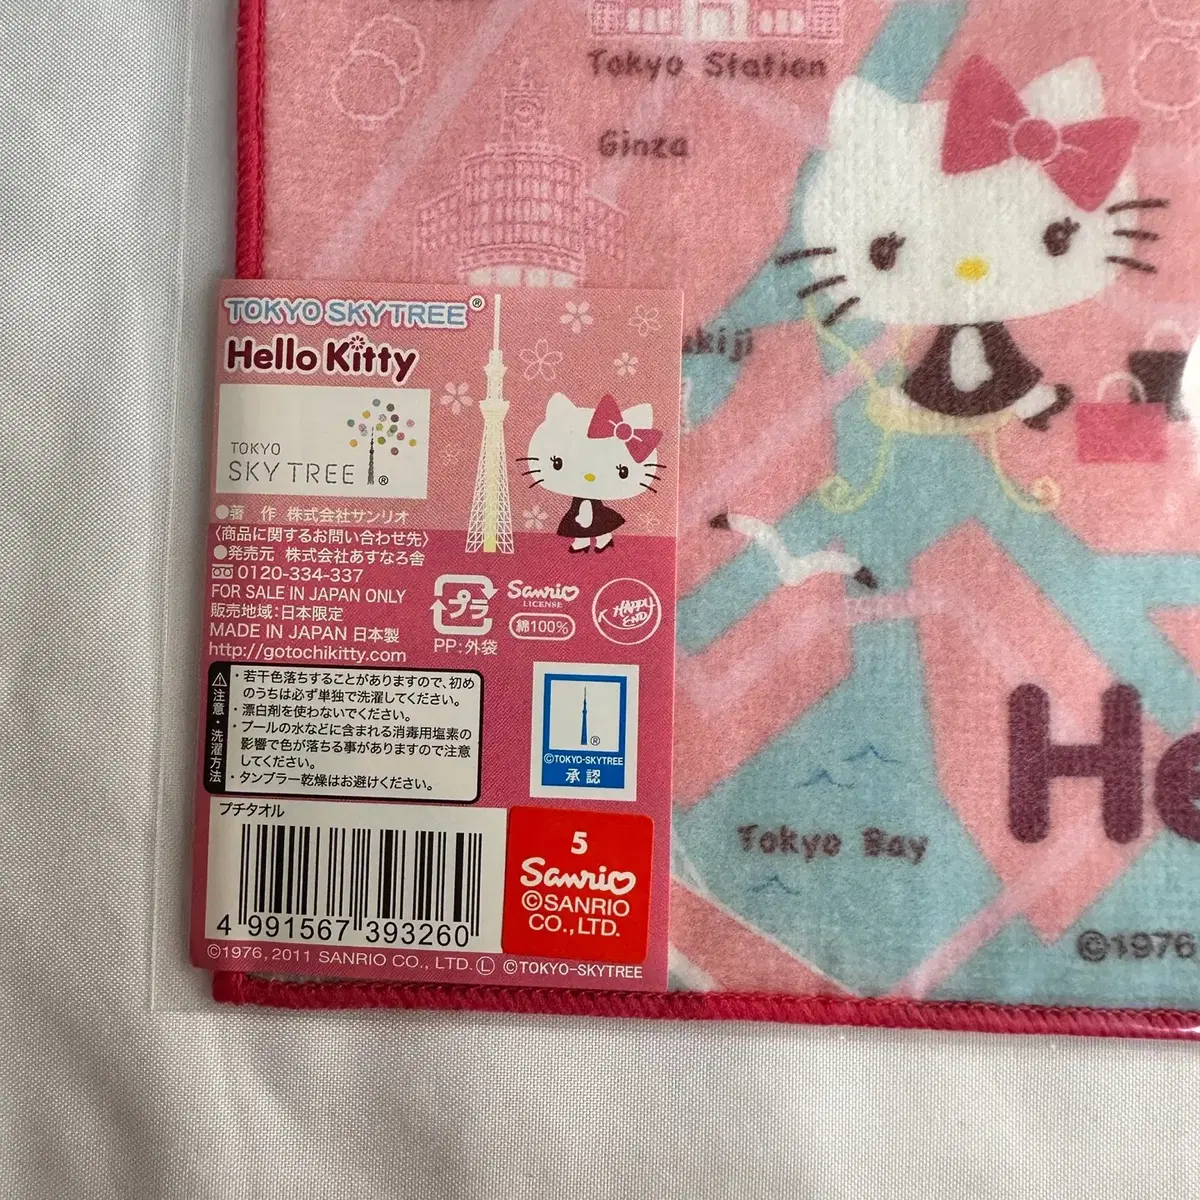 Tokyo Station
Ginza
TOKYO SKYTREE®
Hello Kitty
TOKYO
SKY TREE ®
●著 作 株式会社サンリオ
〈商品に関するお問い合わせ先〉
●発売元 株式会社あすなろ舎
0120-334-337
FOR SALE IN JAPAN ONLY
販売地域:日本限定
MADE IN JAPAN 日本製
http://gotochikitty.com
プラ
PP:外袋
Sanrio
LICENSE
綿100%
HAPPY
END
注意・洗濯方法
・若干色落ちすることがありますので、初め
のうちは必ず単独で洗濯してください。
・漂白剤を使わないでください。
・プールの水などに含まれる消毒用塩素の
影響で色が落ちる事がありますので注意
してください。
・タンブラー乾燥はお避けください。
®
©TOKYO-SKYTREE
承認
プチタオル
4 991567 393260
5
Sanrio
©SANRIO
CO.,LTD.
©1976, 2011 SANRIO CO., LTD. Ⓛ ©TOKYO-SKYTREE
kiji
Tokyo Bay
He
©1976